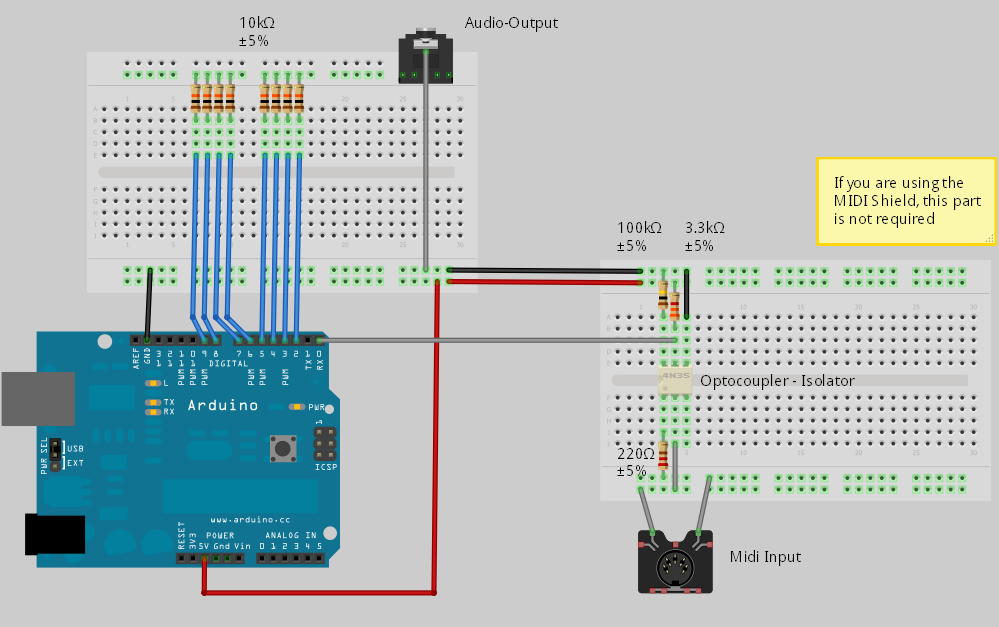 10kΩ
±5%
Audio-Output
If you are using the
MIDI Shield, this part
is not required
100kΩ
±5%
3.3kΩ
±5%
4N35
Optocoupler - Isolator
220Ω
±5%
Midi Input
AREF
GND
13
12
11
10
9
8
7
6
5
4
3
2
1
0
PWM
PWM
PWM
PWM
PWM
PWM
TX
RX
DIGITAL
L
TX
RX
Arduino
PWR
1
ICSP
PWR SEL
USB
EXT
www.arduino.cc
POWER
ANALOG IN
RESET
3V3
5V Gnd Vin
0 1 2 3 4 5